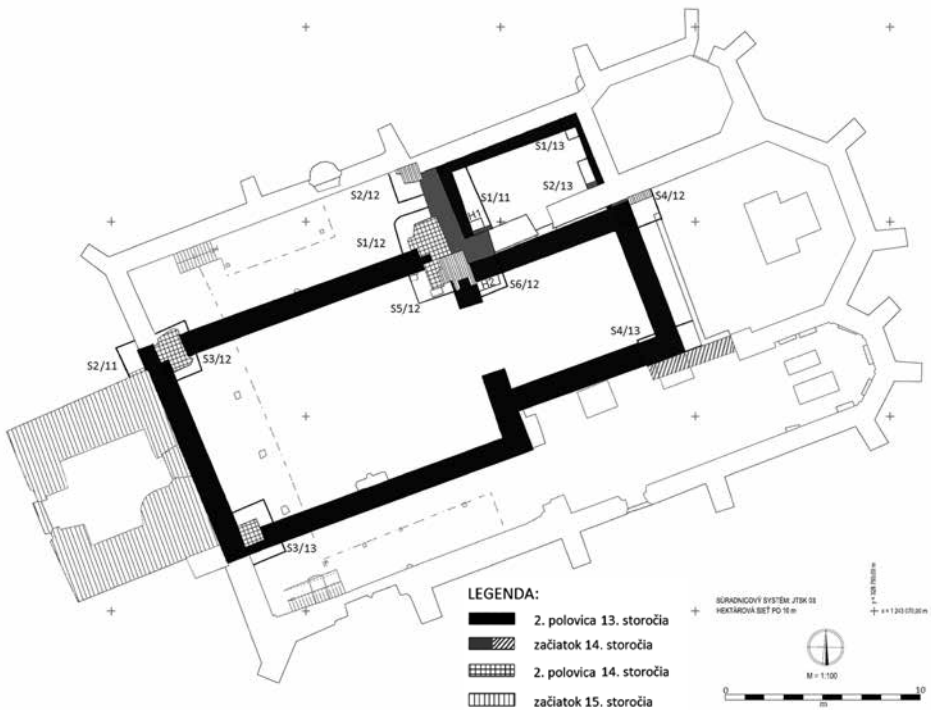 S1/13
S2/13
S2/12
S1/11
H1
S4/12
S1/12
S6/12
H2
S5/12
S4/13
S2/11
S3/12
S3/13
LEGENDA:
2. polovica 13. storočia
začiatok 14. storočia
2. polovica 14. storočia
začiatok 15. storočia
SÚRADNICOVÝ SYSTÉM: JTSK 03
HEKTÁROVÁ SIEŤ PO 10 m
M = 1:100
0 10
m